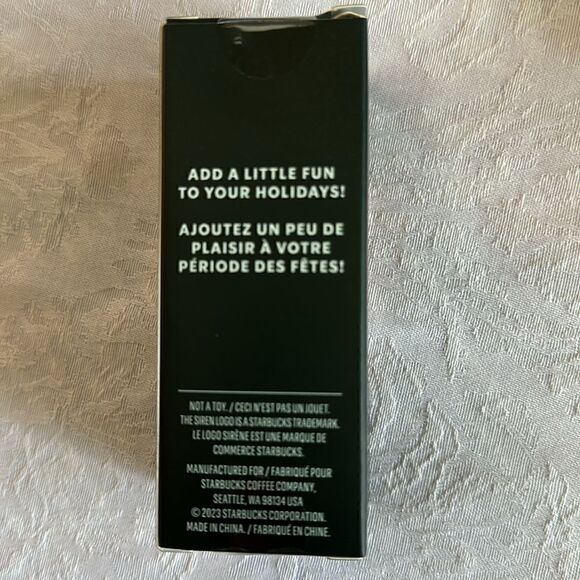 ADD A LITTLE FUN
TO YOUR HOLIDAYS!
AJOUTEZ UN PEU DE
PLAISIR À VOTRE
PÉRIODE DES FÊTES!
NOT A TOY. / CECI N'EST PAS UN JOUET.
THE SIREN LOGO IS A STARBUCKS TRADEMARK.
LE LOGO SIRÈNE EST UNE MARQUE DE
COMMERCE STARBUCKS.
MANUFACTURED FOR / FABRIQUÉ POUR
STARBUCKS COFFEE COMPANY,
SEATTLE, WA 98134 USA
© 2023 STARBUCKS CORPORATION.
MADE IN CHINA. / FABRIQUÉ EN CHINE.